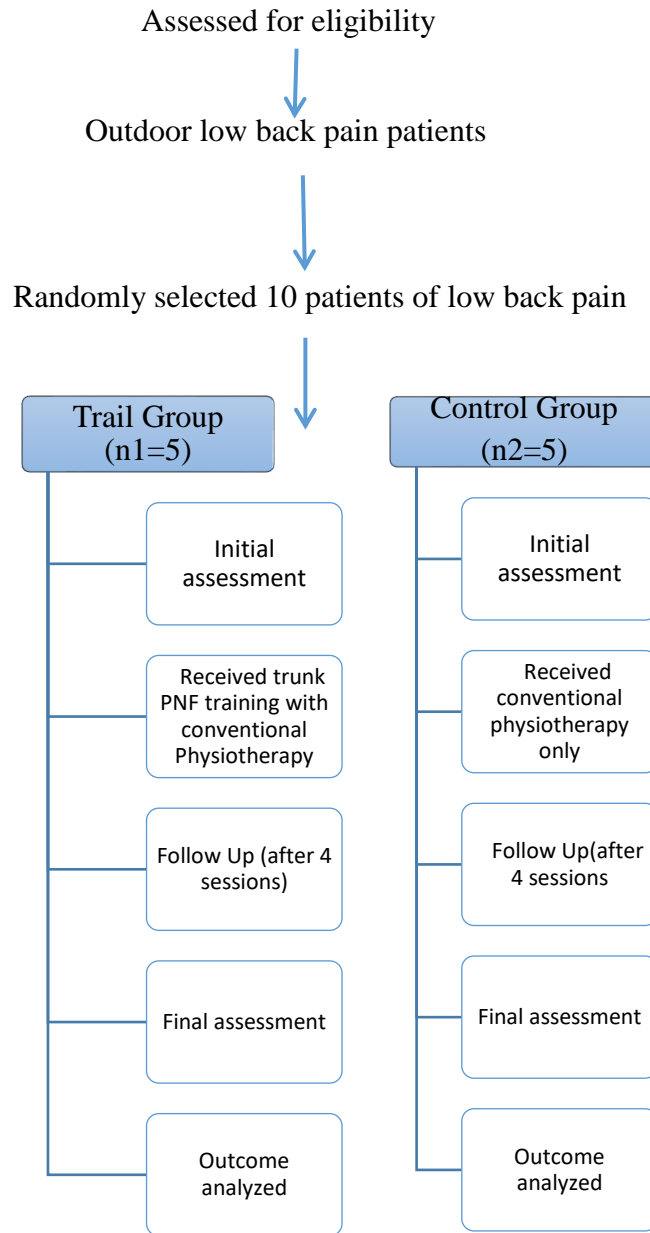 Assessed for eligibility
Outdoor low back pain patients
Randomly selected 10 patients of low back pain
Trail Group
(n1=5)
Initial
assessment
Received trunk
PNF training with
conventional
Physiotherapy
Follow Up (after 4
sessions)
Final assessment
Outcome
analyzed
Control Group
(n2=5)
Initial
assessment
Received
conventional
physiotherapy
only
Follow Up(after
4 sessions
Final assessment
Outcome
analyzed